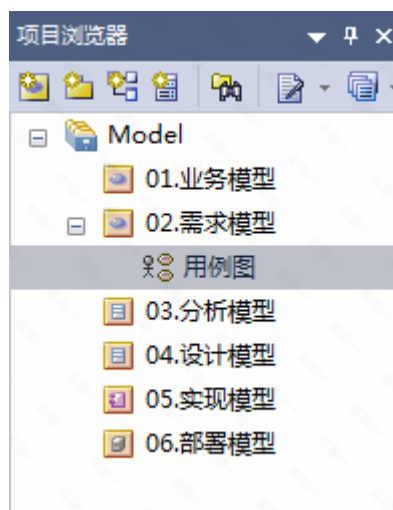 项目浏览器
Model
01.业务模型
02.需求模型
用例图
03.分析模型
04.设计模型
05.实现模型
06.部署模型